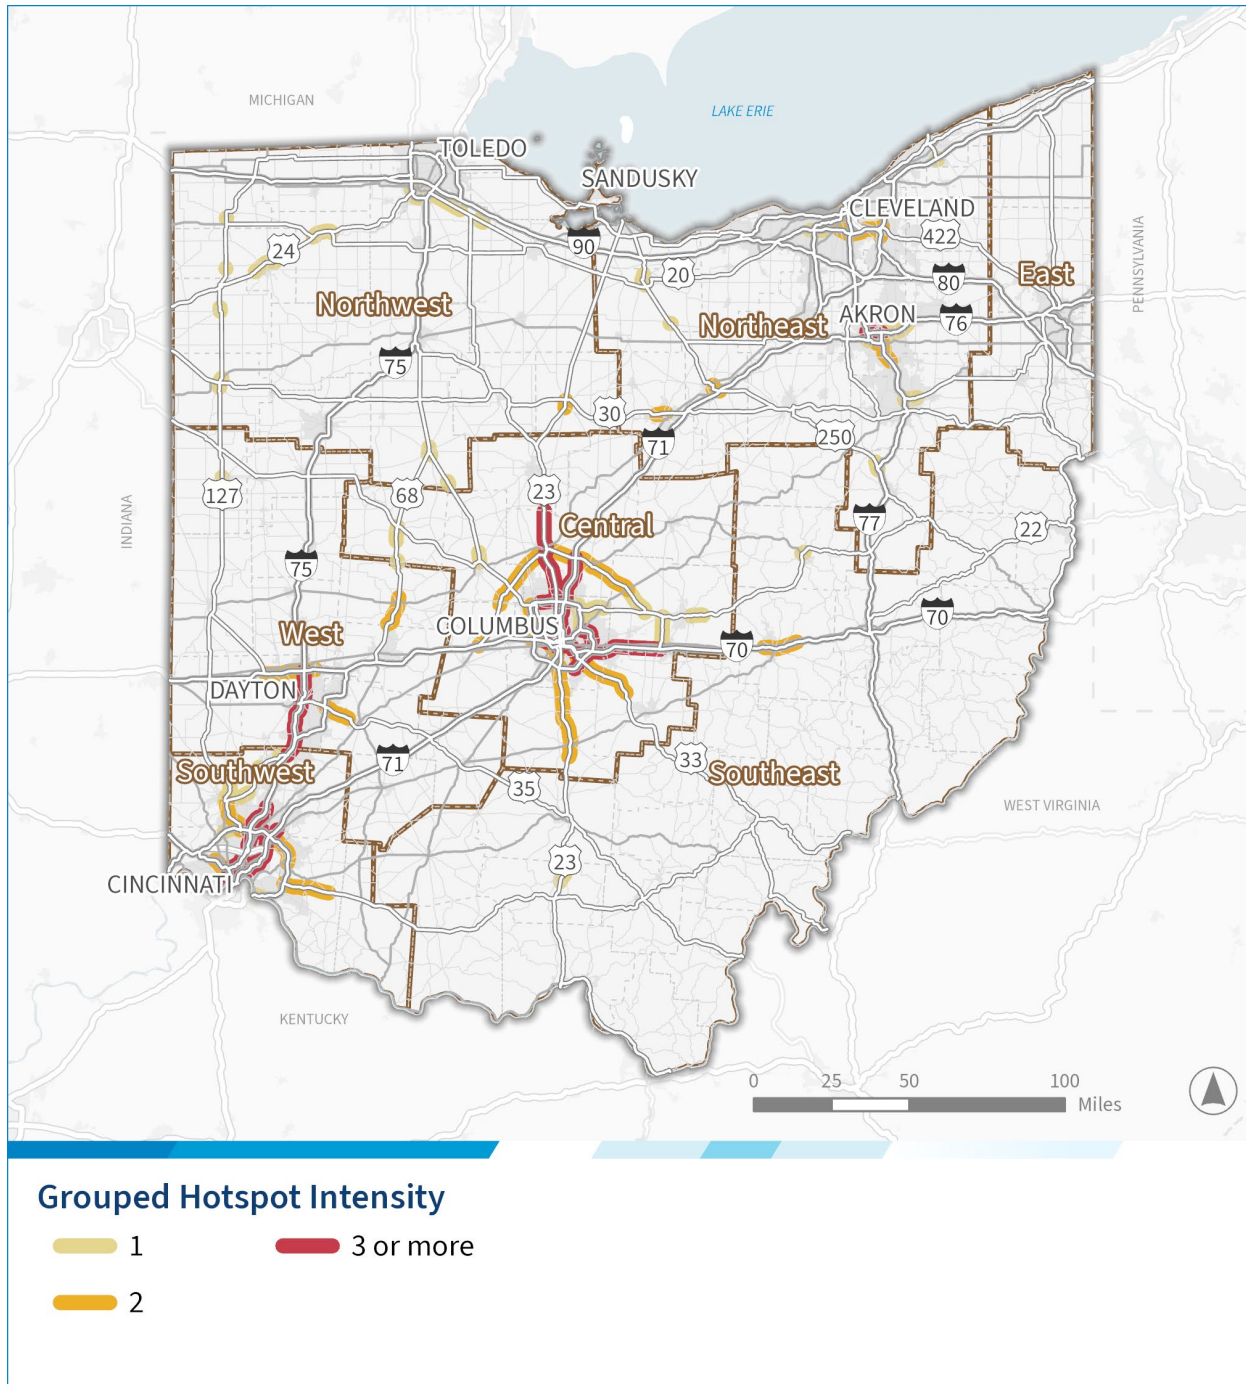 MICHIGAN
LAKE ERIE
TOLEDO
SANDUSKY
CLEVELAND
PENNSYLVANIA
24
90
422
20
80
East
Northwest
Northeast
AKRON
76
75
30
250
71
127
68
23
Central
77
22
INDIANA
75
70
West
COLUMBUS
70
DAYTON
Southwest
71
33
Southeast
35
WEST VIRGINIA
23
CINCINNATI
KENTUCKY
0 25 50 100
Miles
Grouped Hotspot Intensity
1 3 or more
2